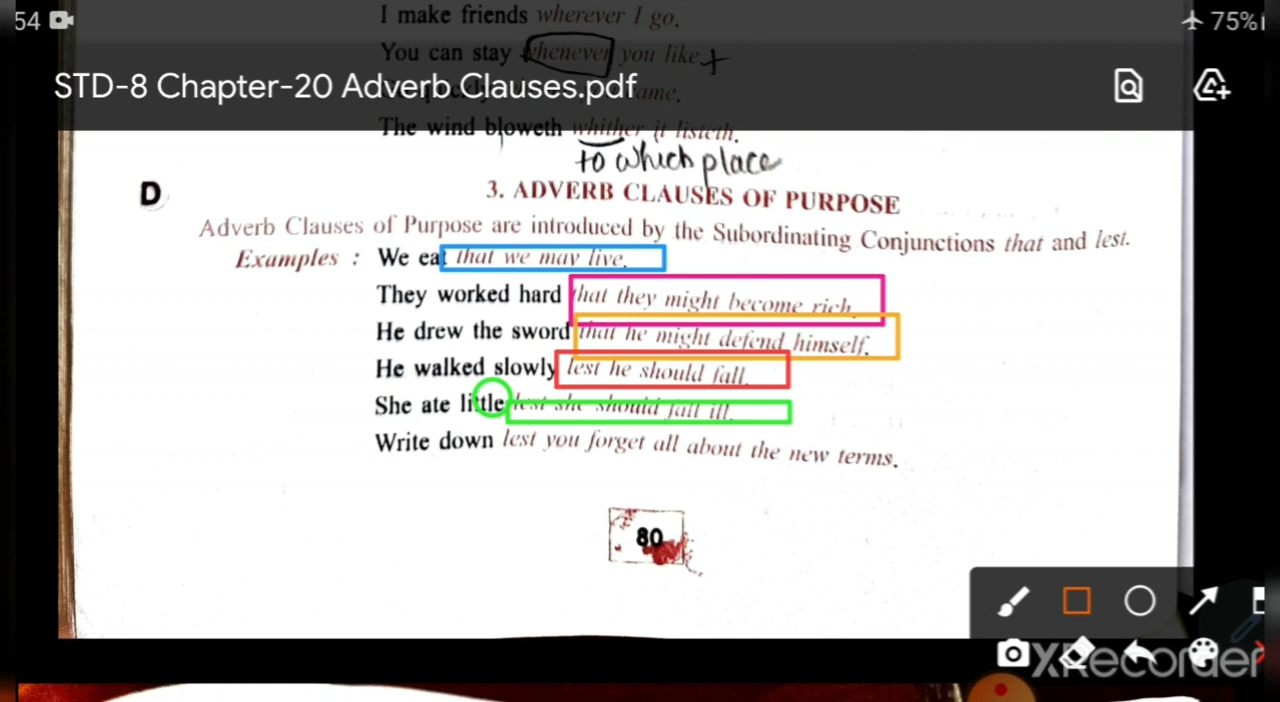 I make friends wherever I go.
54 75%
You can stay whenever you like
STD-8 Chapter-20 Adverb Clauses.pdf
came.
The wind bloweth whither it listeth.
to which place
D
3. ADVERB CLAUSES OF PURPOSE
Adverb Clauses of Purpose are introduced by the Subordinating Conjunctions that and lest.
Examples : We eat that we may live.
They worked hard that they might become rich.
He drew the sword that he might defend himself.
He walked slowly lest he should fall.
She ate little lest she should fall ill.
Write down lest you forget all about the new terms.
80
XRecorder